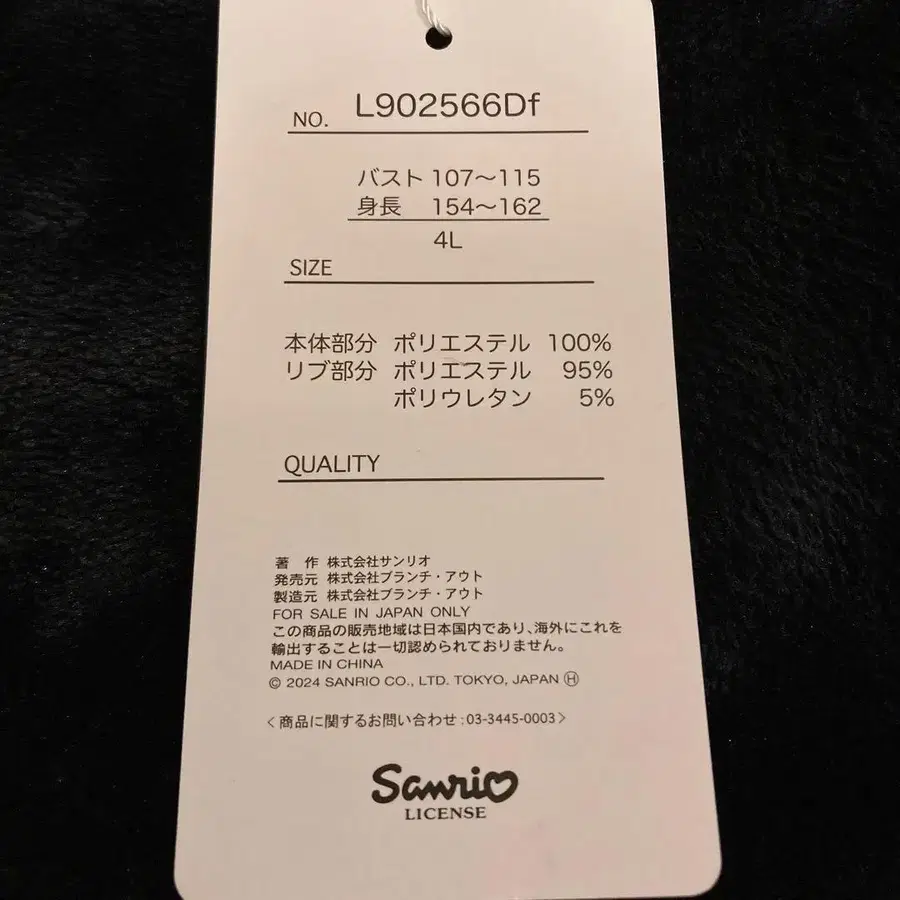 NO. L902566Df
バスト 107〜115
身長 154〜162
4L
SIZE
本体部分 ポリエステル 100%
リブ部分 ポリエステル 95%
ポリウレタン 5%
QUALITY
著 作 株式会社サンリオ
発売元 株式会社ブランチ・アウト
製造元 株式会社ブランチ・アウト
FOR SALE IN JAPAN ONLY
この商品の販売地域は日本国内であり、海外にこれを
輸出することは一切認められておりません。
MADE IN CHINA
© 2024 SANRIO CO., LTD. TOKYO, JAPAN Ⓗ
〈商品に関するお問い合わせ:03-3445-0003〉
Sanrio
LICENSE